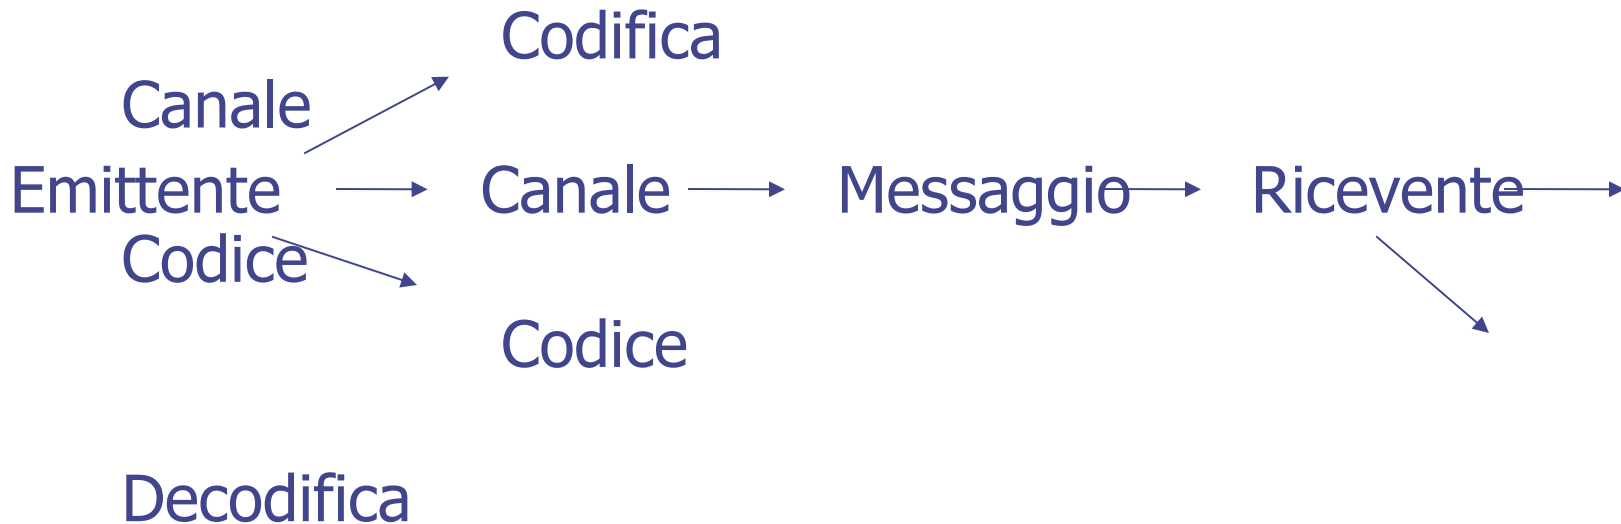 Codifica
Canale
Emittente Canale Messaggio Ricevente
Codice
Codice
Decodifica